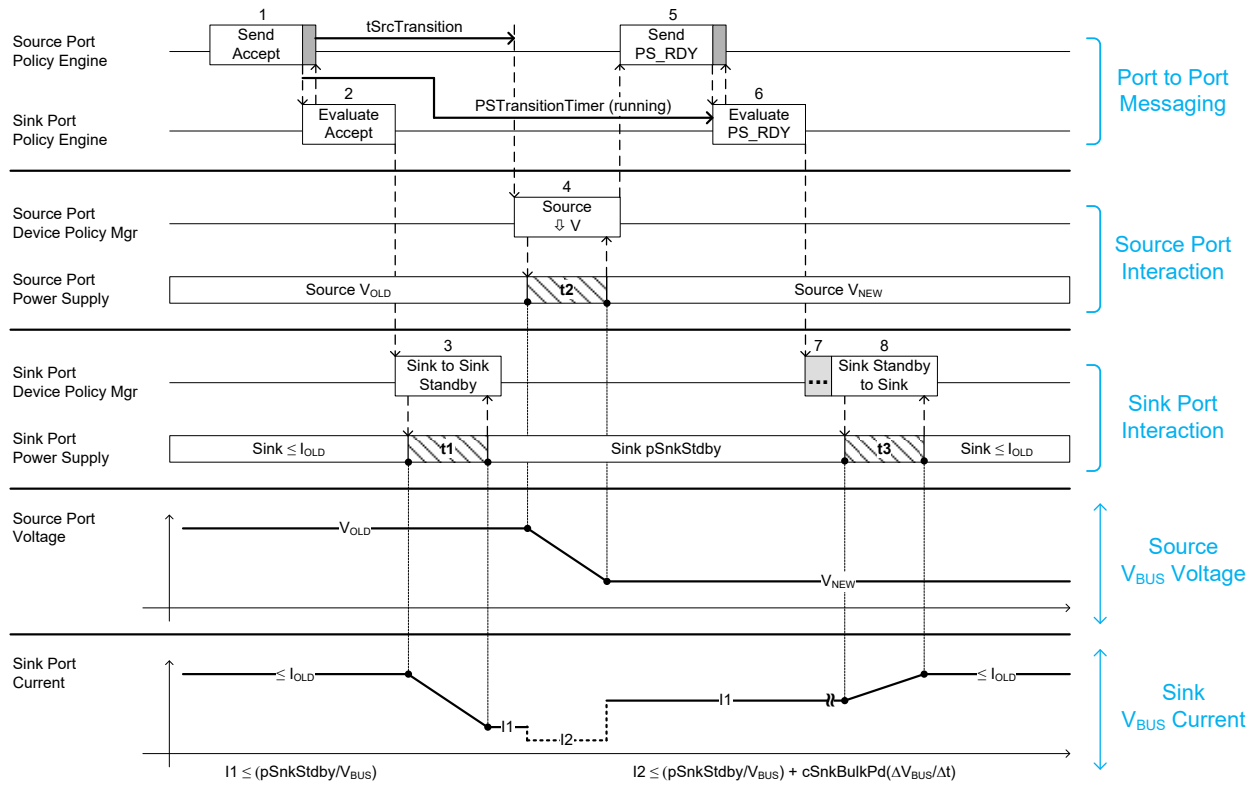 1
Send
Accept
tSrcTransition
5
Send
PS_RDY
Source Port
Policy Engine
2
Evaluate
Accept
PSTransitionTimer (running)
6
Evaluate
PS_RDY
Sink Port
Policy Engine
Port to Port
Messaging
Source Port
Device Policy Mgr
4
Source
⇩ V
Source Port
Power Supply
Source VOLD
t2
Source VNEW
Source Port
Interaction
Sink Port
Device Policy Mgr
3
Sink to Sink
Standby
7
...
8
Sink Standby
to Sink
Sink Port
Power Supply
Sink ≤ IOLD
t1
Sink pSnkStdby
t3
Sink ≤ IOLD
Sink Port
Interaction
Source Port
Voltage
VOLD
VNEW
Source
VBUS Voltage
Sink Port
Current
≤ IOLD
I1
I2
I1
≤ IOLD
Sink
VBUS Current
I1 ≤ (pSnkStdby/VBUS)
I2 ≤ (pSnkStdby/VBUS) + cSnkBulkPd(ΔVBUS/Δt)